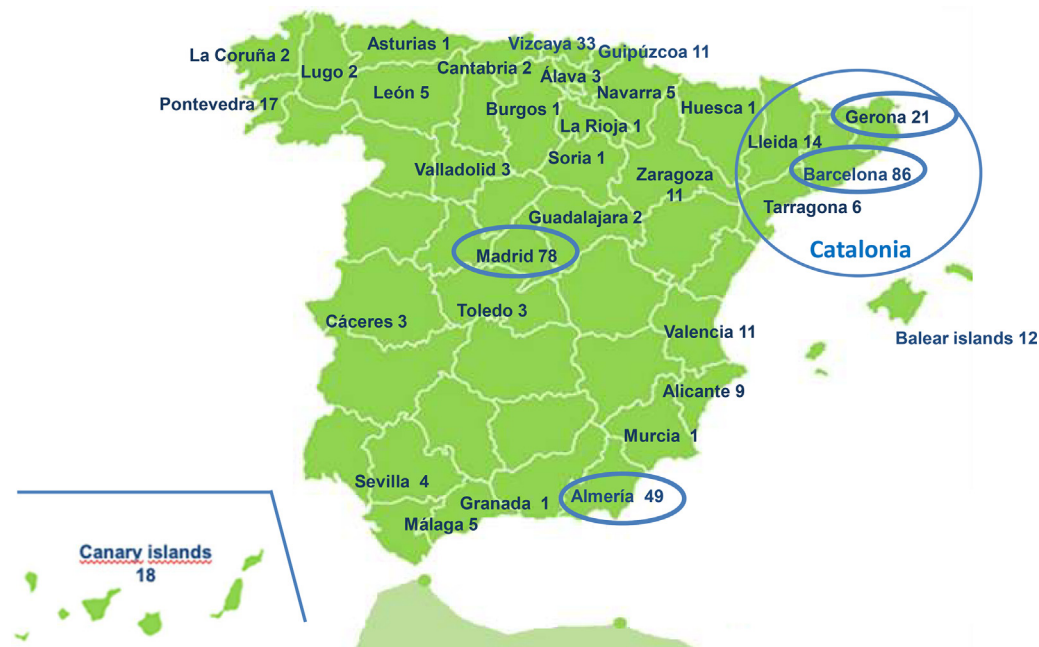 Asturias 1
Vizcaya 33
Guipúzcoa 11
La Coruña 2
Lugo 2
Cantabria 2
Álava 3
León 5
Navarra 5
Pontevedra 17
Burgos 1
Huesca 1
Gerona 21
La Rioja 1
Lleida 14
Soria 1
Valladolid 3
Zaragoza
11
Barcelona 86
Tarragona 6
Guadalajara 2
Catalonia
Madrid 78
Toledo 3
Cáceres 3
Valencia 11
Balear islands 12
Alicante 9
Murcia 1
Sevilla 4
Granada 1
Almería 49
Málaga 5
Canary islands
18